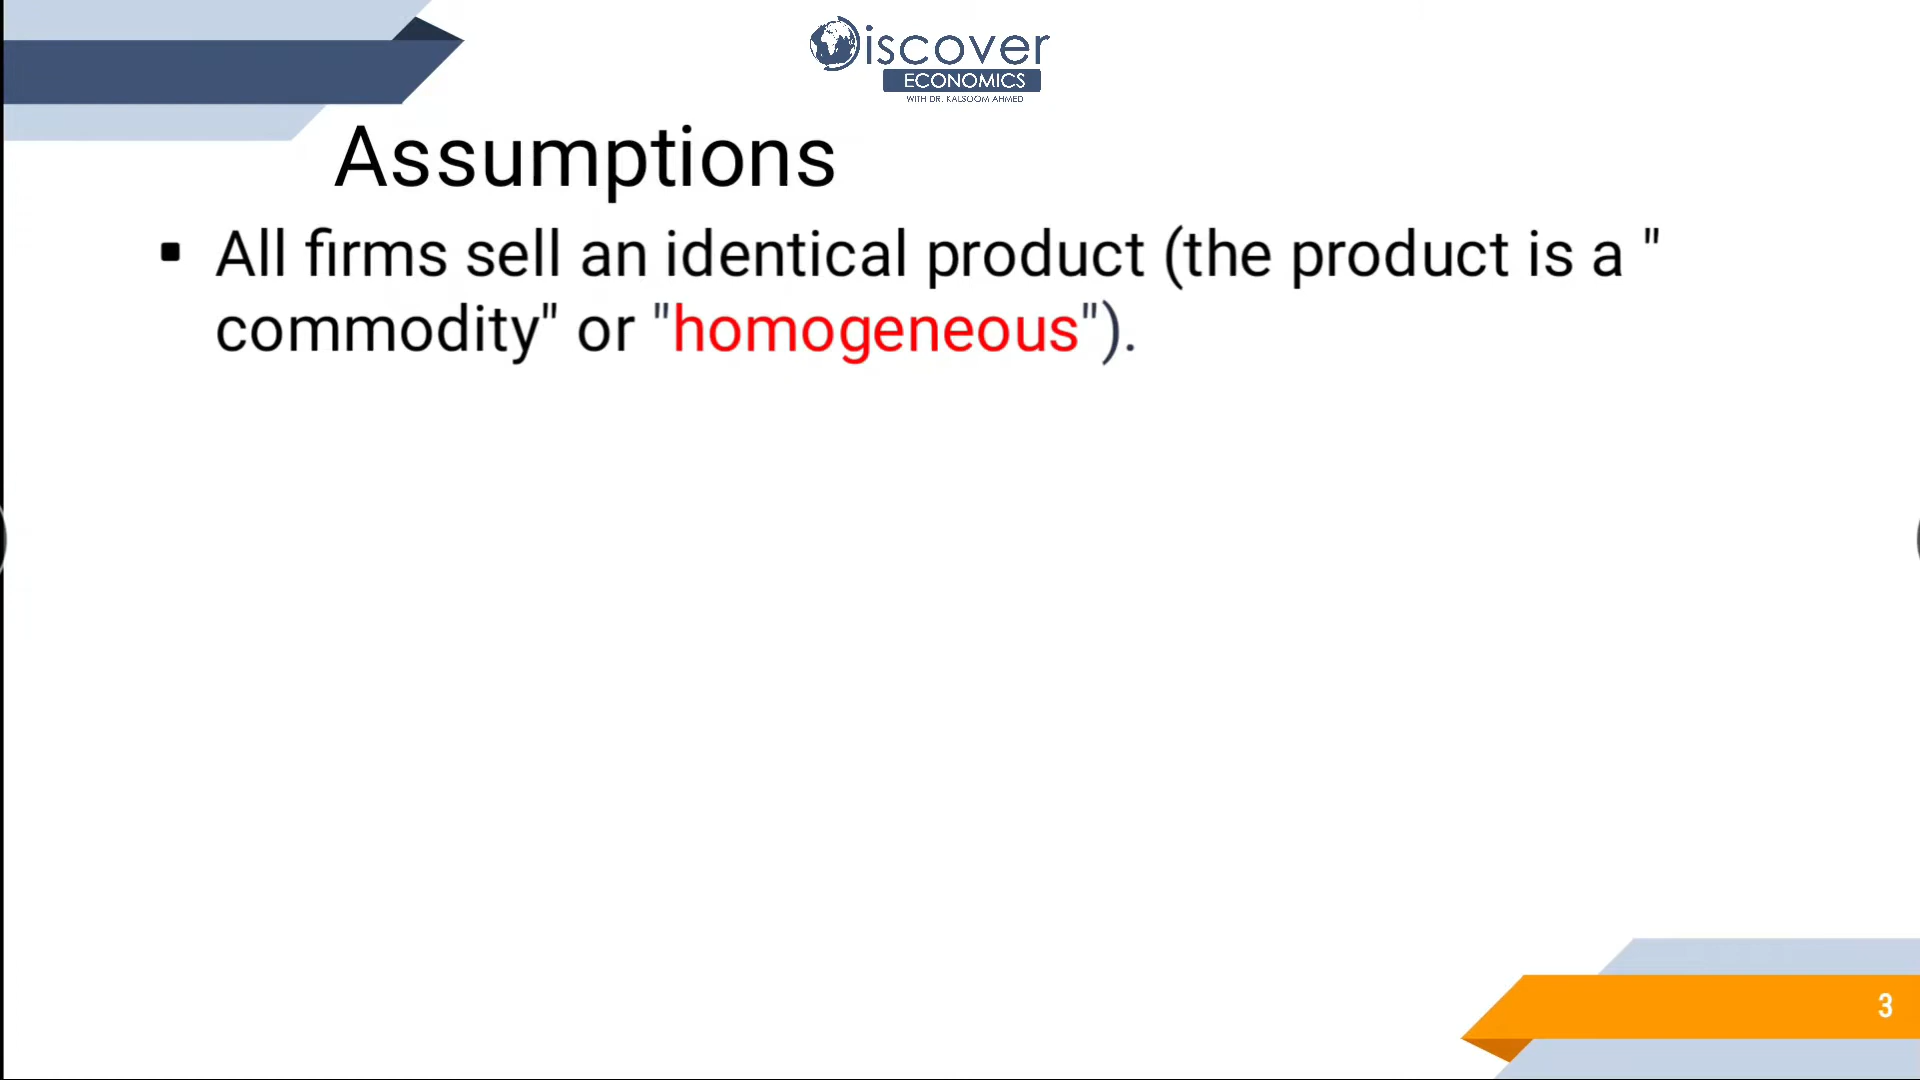 Discover
ECONOMICS
WITH DR. KALSOOM AHMED
Assumptions
▪ All firms sell an identical product (the product is a "
commodity" or "homogeneous").
3